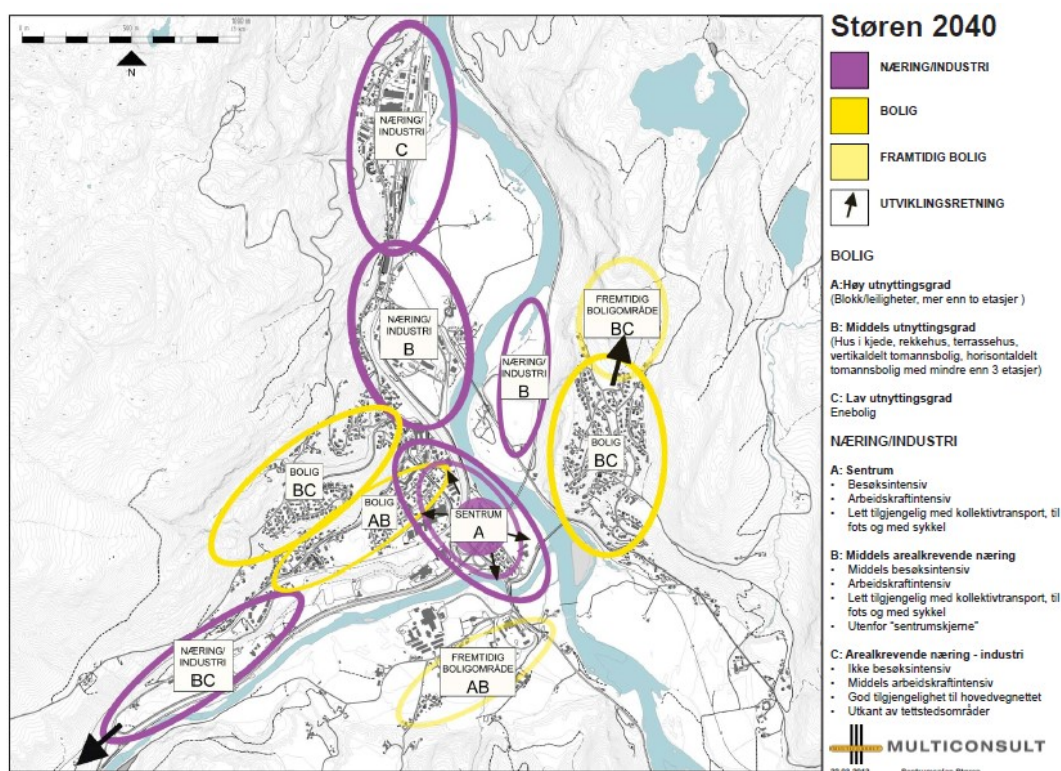 0 m
500 m
1000 m
N
NÆRING/
INDUSTRI
C
NÆRING/
INDUSTRI
B
NÆRING/
INDUSTRI
B
FREMTIDIG
BOLIGOMRÅDE
BC
BOLIG
BC
BOLIG
BC
BOLIG
AB
SENTRUM
A
NÆRING/
INDUSTRI
BC
FREMTIDIG
BOLIGOMRÅDE
AB
Støren 2040
NÆRING/INDUSTRI
BOLIG
FRAMTIDIG BOLIG
UTVIKLINGSRETNING
BOLIG
A:Høy utnyttingsgrad
(Blokk/leiligheter, mer enn to etasjer )
B: Middels utnyttingsgrad
(Hus i kjede, rekkehus, terrassehus,
vertikaldelt tomannsbolig, horisontaldelt
tomannsbolig med mindre enn 3 etasjer)
C: Lav utnyttingsgrad
Enebolig
NÆRING/INDUSTRI
A: Sentrum
• Besøksintensiv
• Arbeidskraftintensiv
• Lett tilgjengelig med kollektivtransport, til
fots og med sykkel
B: Middels arealkrevende næring
• Middels besøksintensiv
• Arbeidskraftintensiv
• Lett tilgjengelig med kollektivtransport, til
fots og med sykkel
• Utenfor "sentrumskjerne"
C: Arealkrevende næring - industri
• Ikke besøksintensiv
• Middels arbeidskraftintensiv
• God tilgjengelighet til hovedvegnettet
• Utkant av tettstedsområder
MULTICONSULT